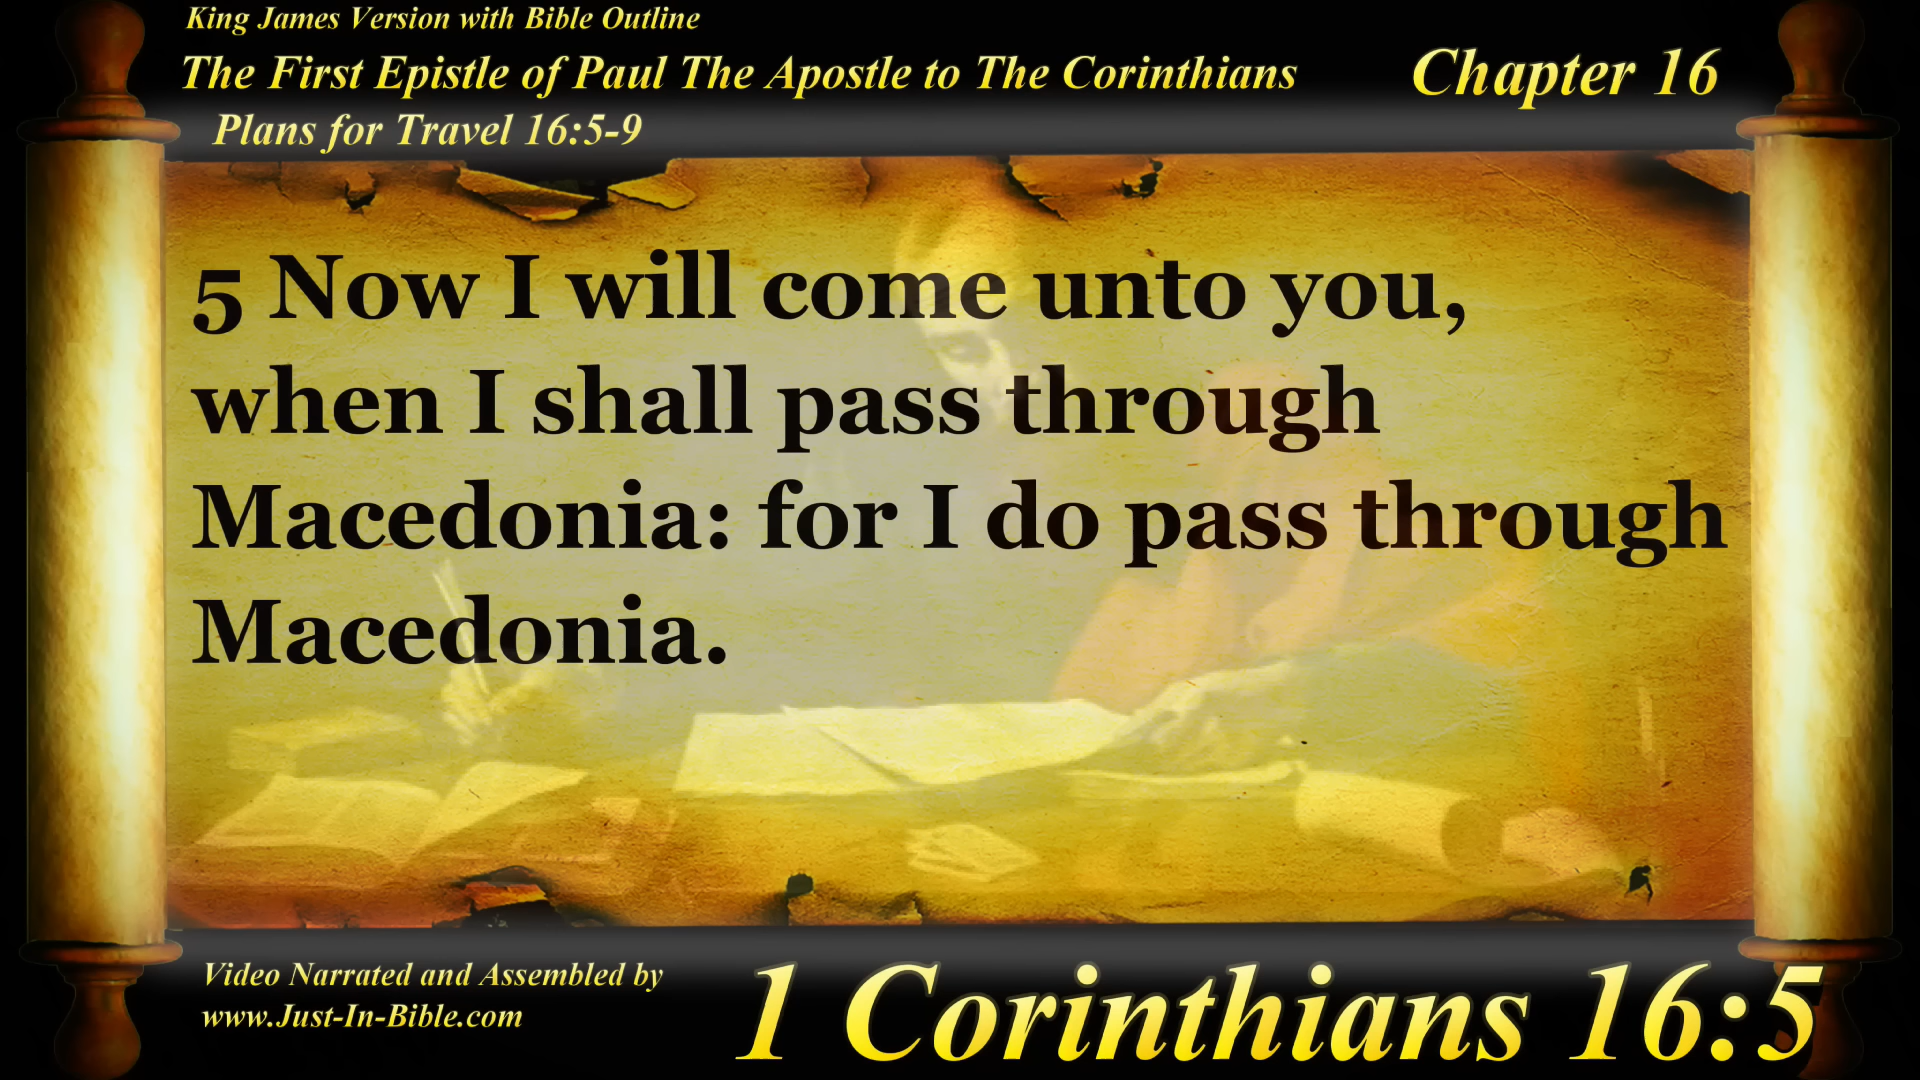 King James Version with Bible Outline
The First Epistle of Paul The Apostle to The Corinthians
Chapter 16
Plans for Travel 16:5-9
5 Now I will come unto you,
when I shall pass through
Macedonia: for I do pass through
Macedonia.
Video Narrated and Assembled by
www.Just-In-Bible.com
1 Corinthians 16:5